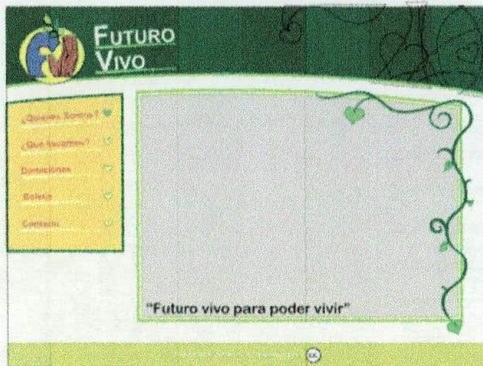 FUTURO
VIVO
¿Quienes Somos?
¿Que hacemos?
Donaciones
Boletin
Contacto
"Futuro vivo para poder vivir"